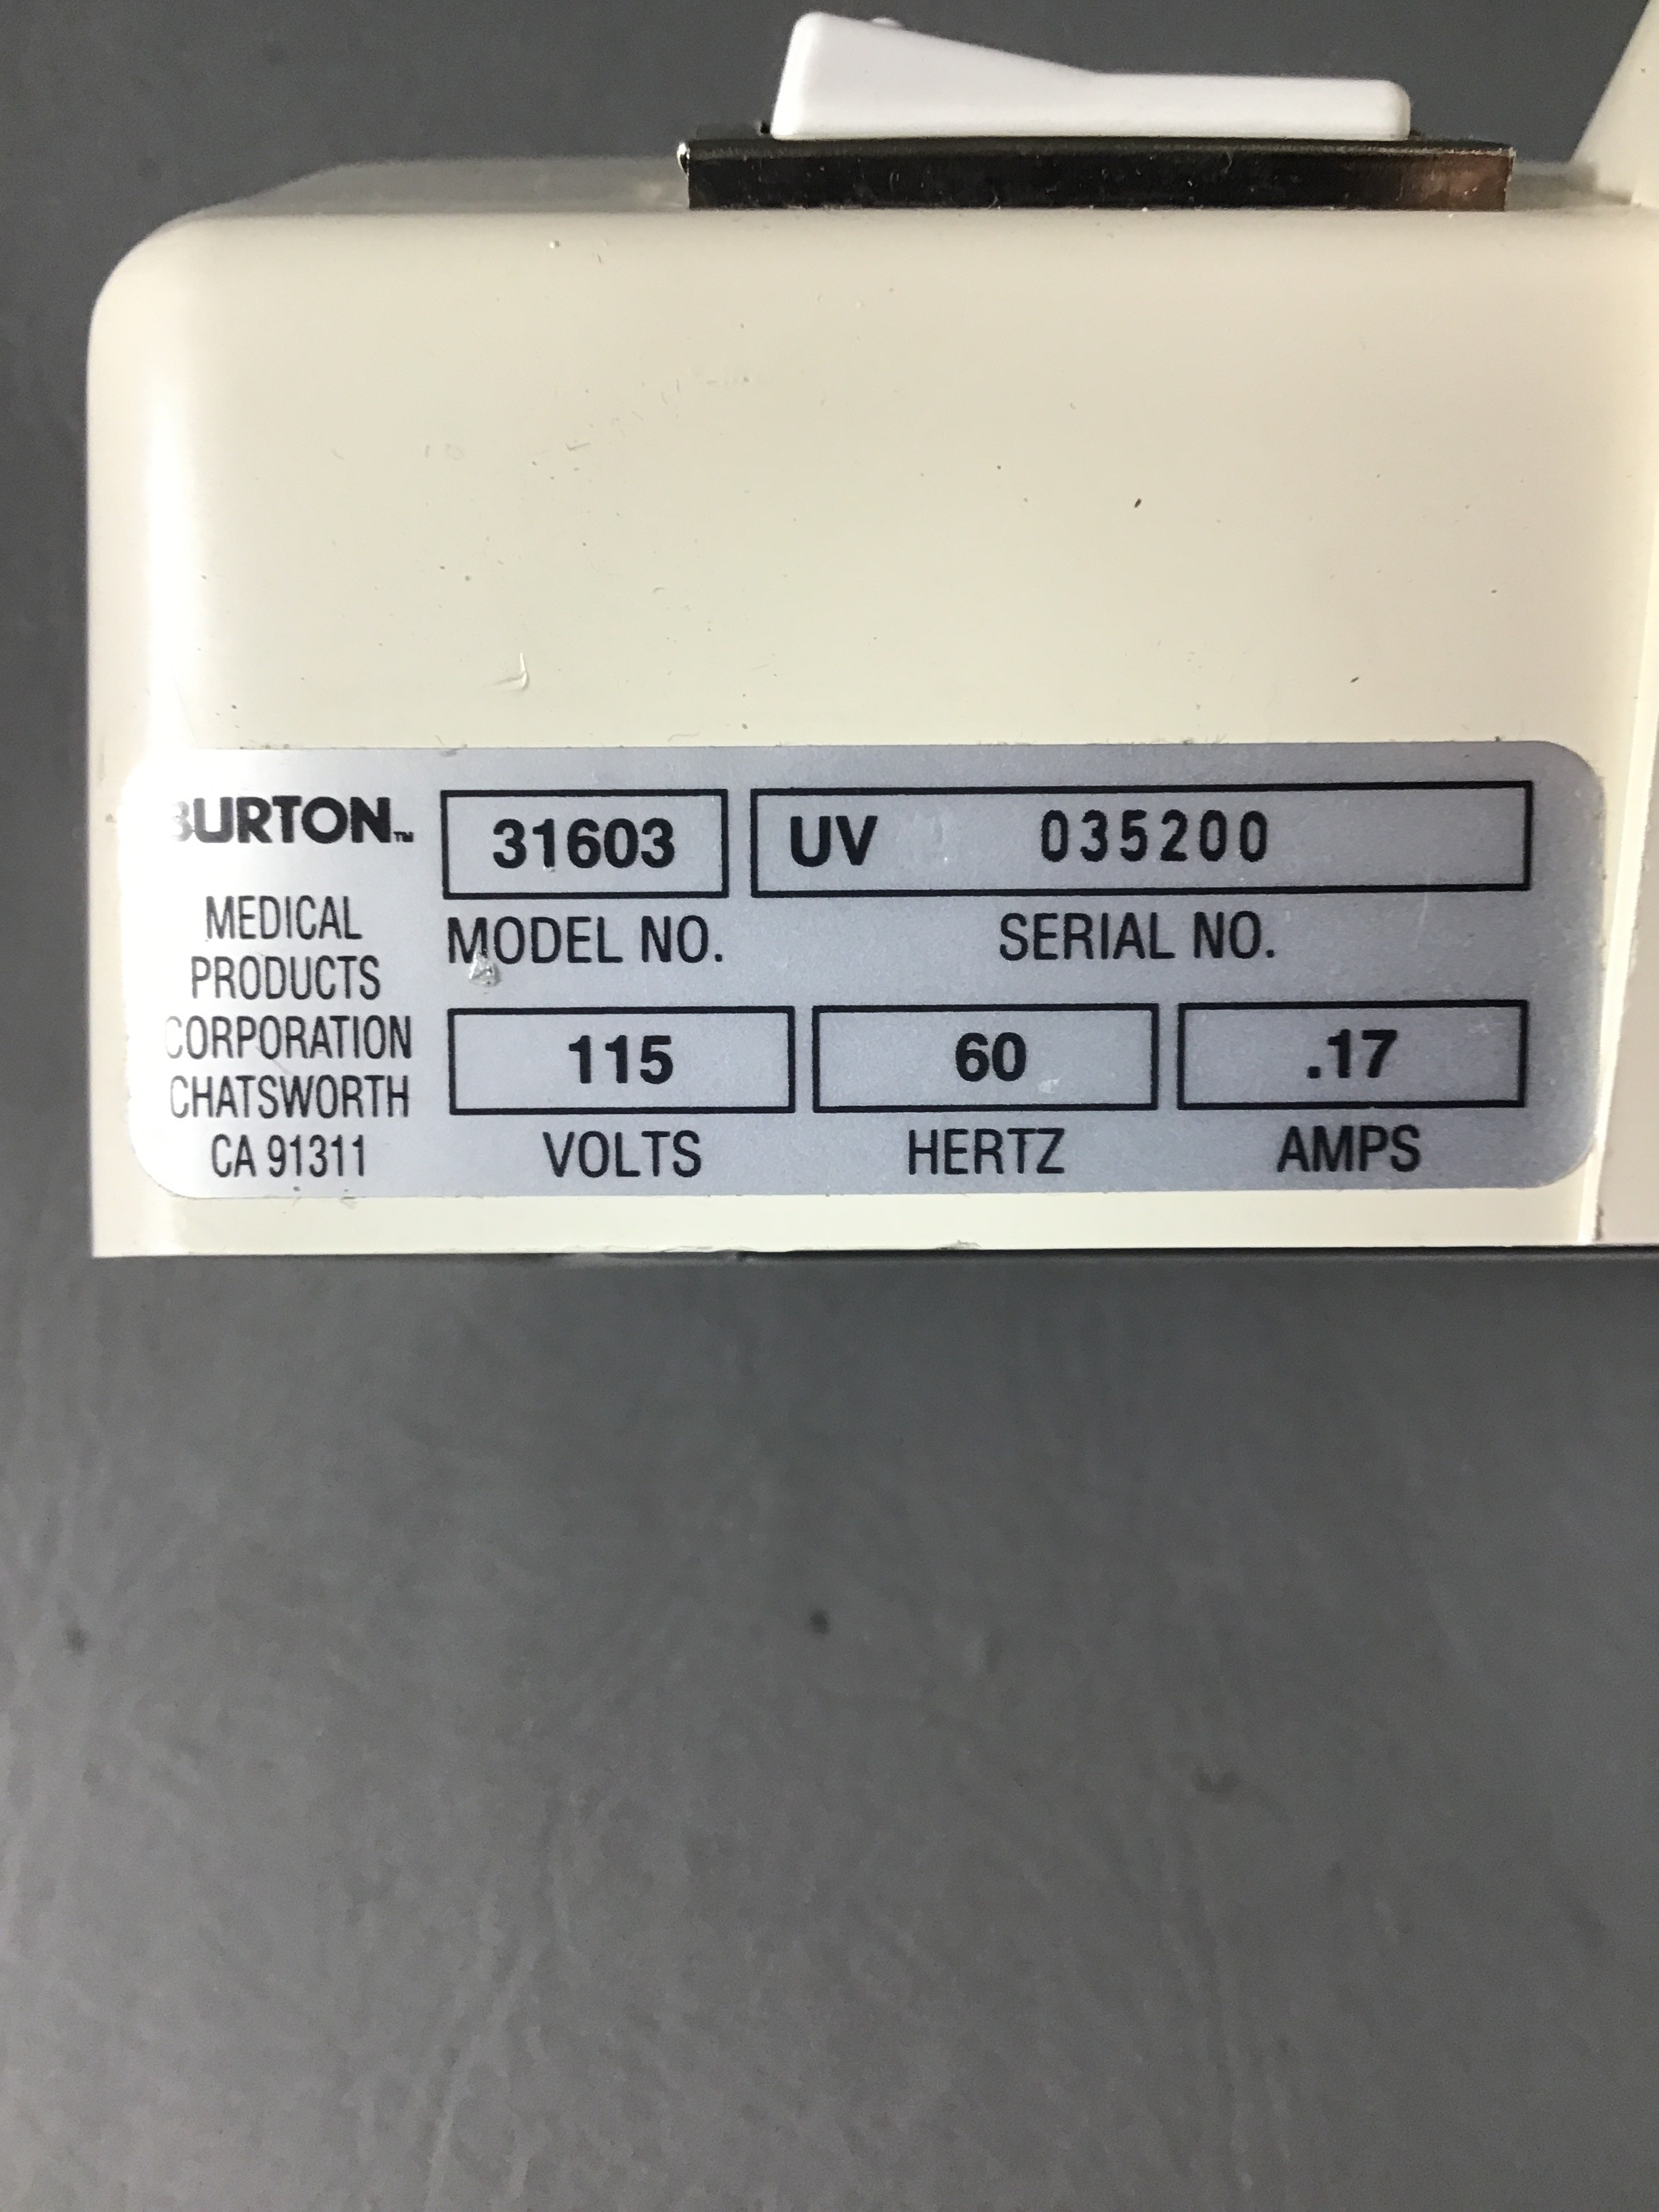 BURTON™
MEDICAL
PRODUCTS
CORPORATION
CHATSWORTH
CA 91311
31603
MODEL NO.
UV 035200
SERIAL NO.
115
VOLTS
60
HERTZ
.17
AMPS